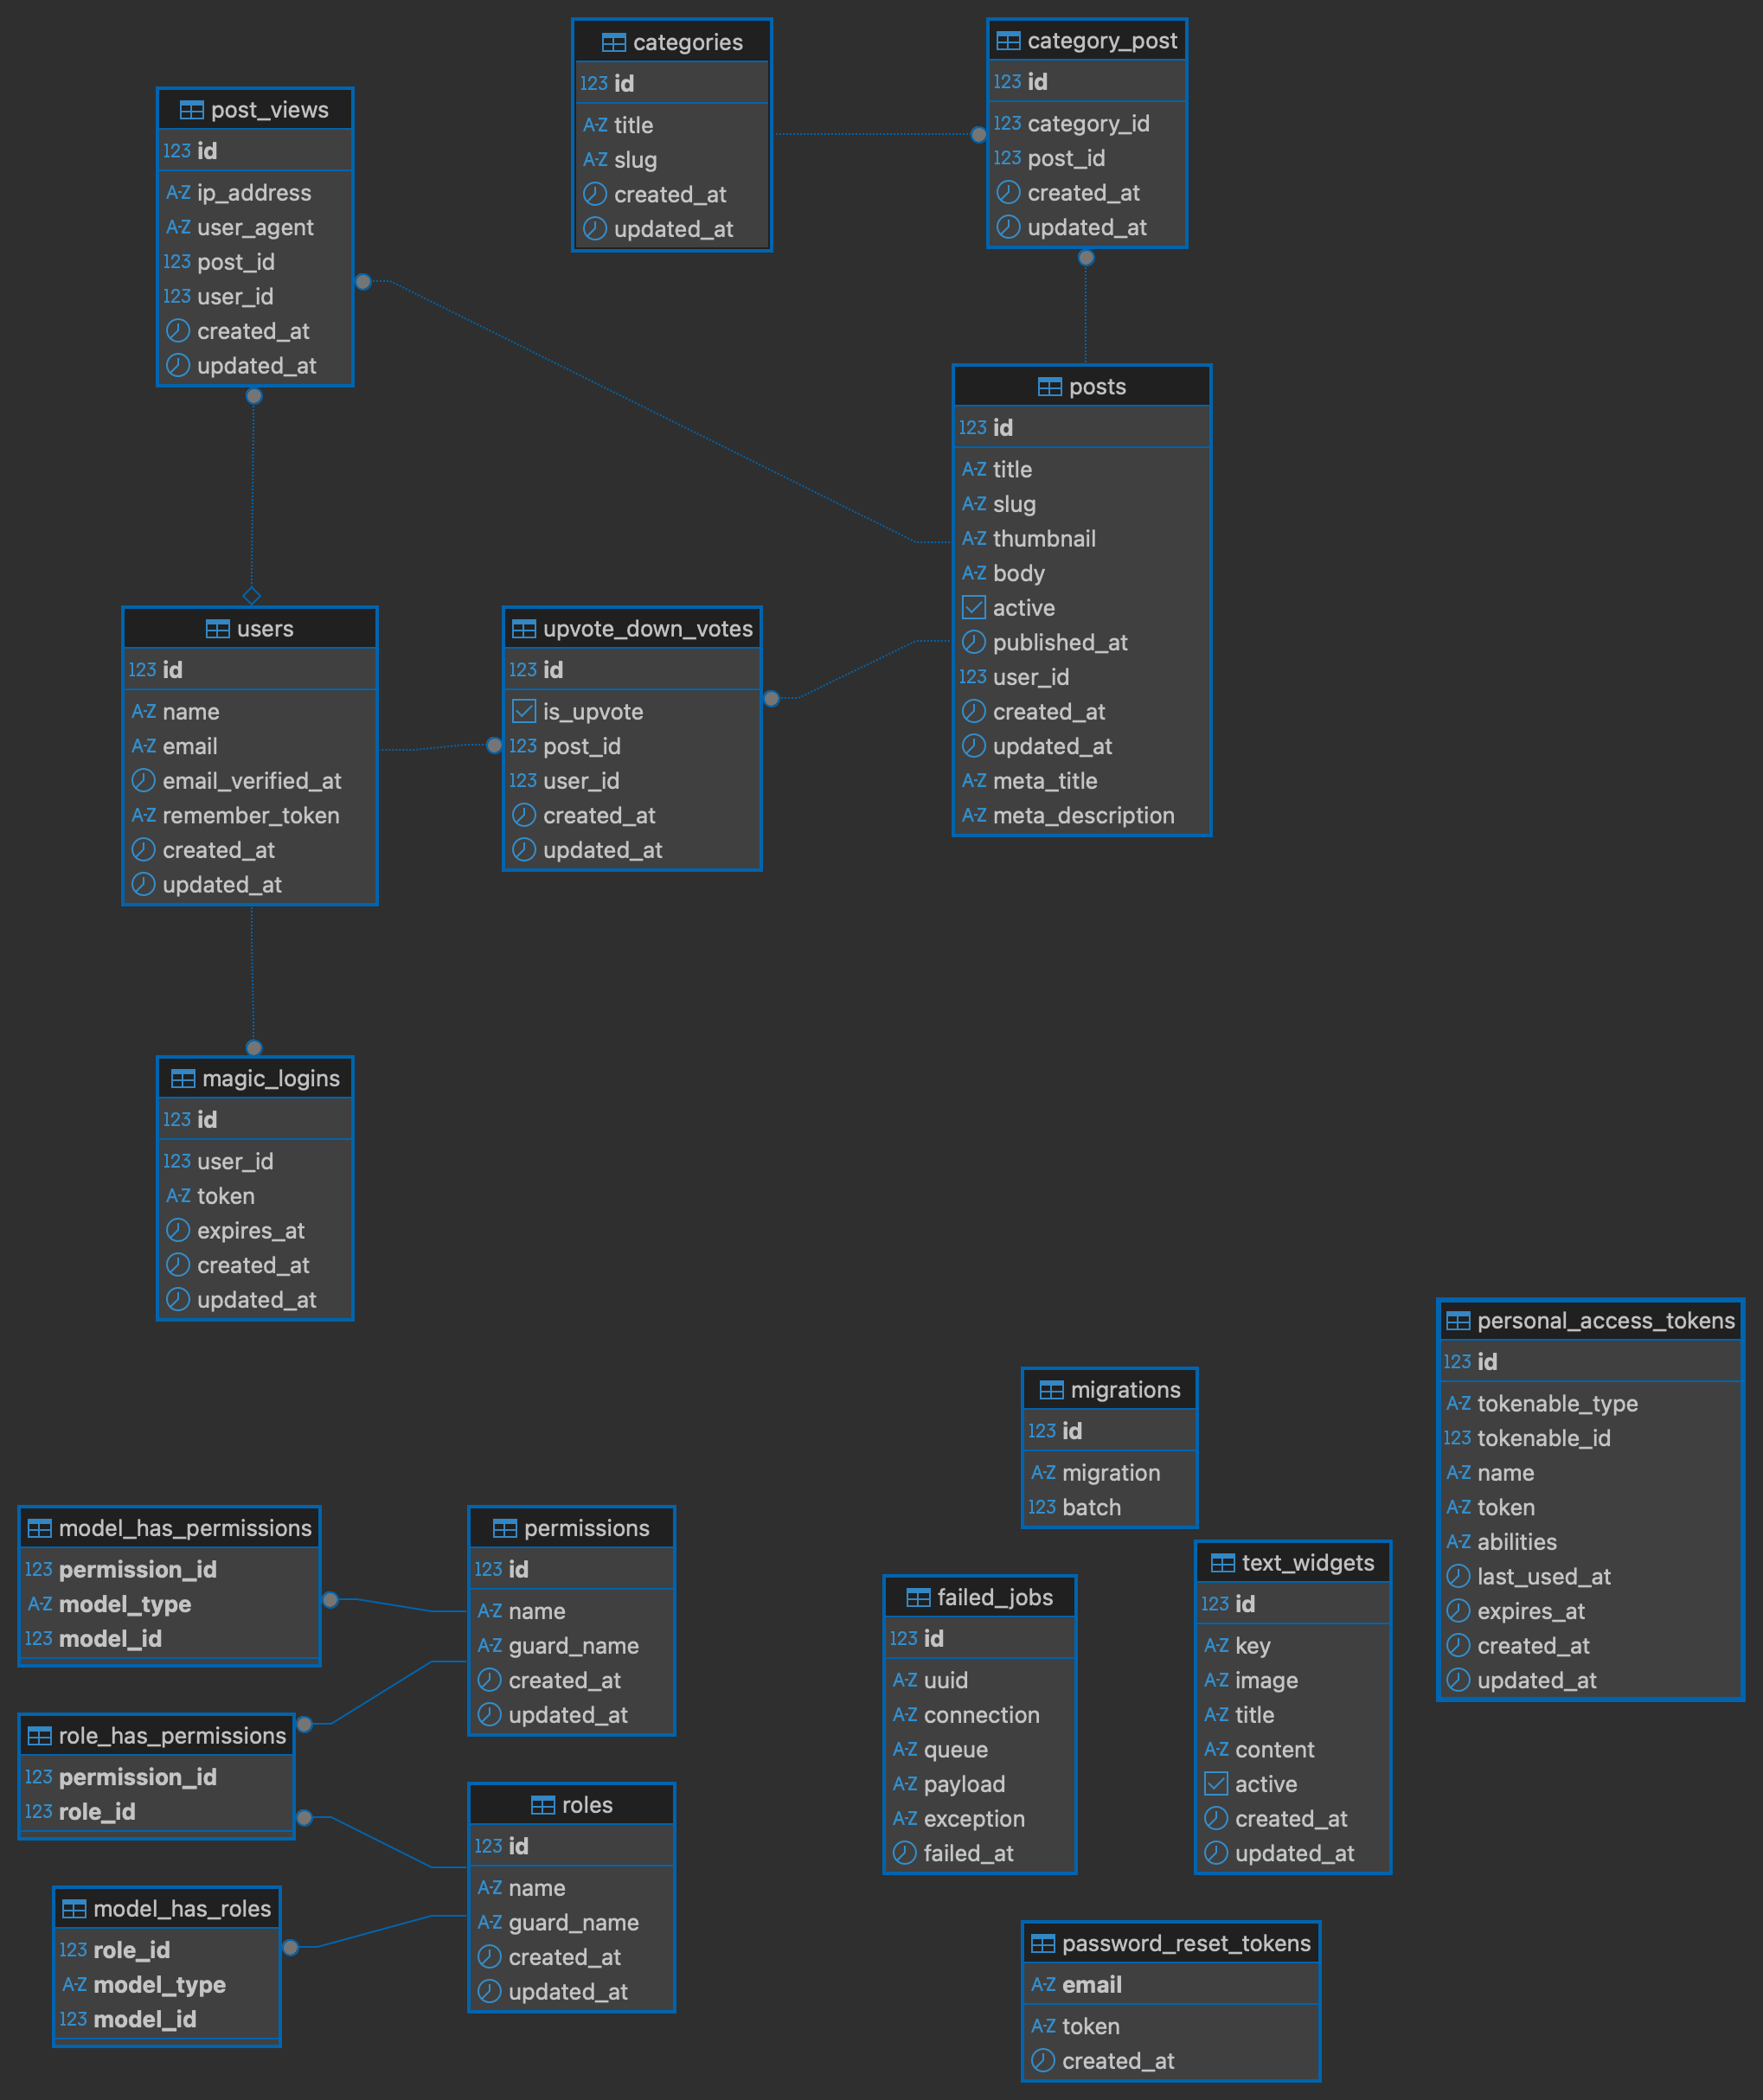 categories
123 id
A-Z title
A-Z slug
created_at
updated_at
category_post
123 id
123 category_id
123 post_id
created_at
updated_at
post_views
123 id
A-Z ip_address
A-Z user_agent
123 post_id
123 user_id
created_at
updated_at
posts
123 id
A-Z title
A-Z slug
A-Z thumbnail
A-Z body
active
published_at
123 user_id
created_at
updated_at
A-Z meta_title
A-Z meta_description
users
123 id
A-Z name
A-Z email
email_verified_at
A-Z remember_token
created_at
updated_at
upvote_down_votes
123 id
is_upvote
123 post_id
123 user_id
created_at
updated_at
magic_logins
123 id
123 user_id
A-Z token
expires_at
created_at
updated_at
personal_access_tokens
123 id
A-Z tokenable_type
123 tokenable_id
A-Z name
A-Z token
A-Z abilities
last_used_at
expires_at
created_at
updated_at
migrations
123 id
A-Z migration
123 batch
model_has_permissions
123 permission_id
A-Z model_type
123 model_id
permissions
123 id
A-Z name
A-Z guard_name
created_at
updated_at
text_widgets
123 id
A-Z key
A-Z image
A-Z title
A-Z content
active
created_at
updated_at
failed_jobs
123 id
A-Z uuid
A-Z connection
A-Z queue
A-Z payload
A-Z exception
failed_at
role_has_permissions
123 permission_id
123 role_id
roles
123 id
A-Z name
A-Z guard_name
created_at
updated_at
model_has_roles
123 role_id
A-Z model_type
123 model_id
password_reset_tokens
A-Z email
A-Z token
created_at